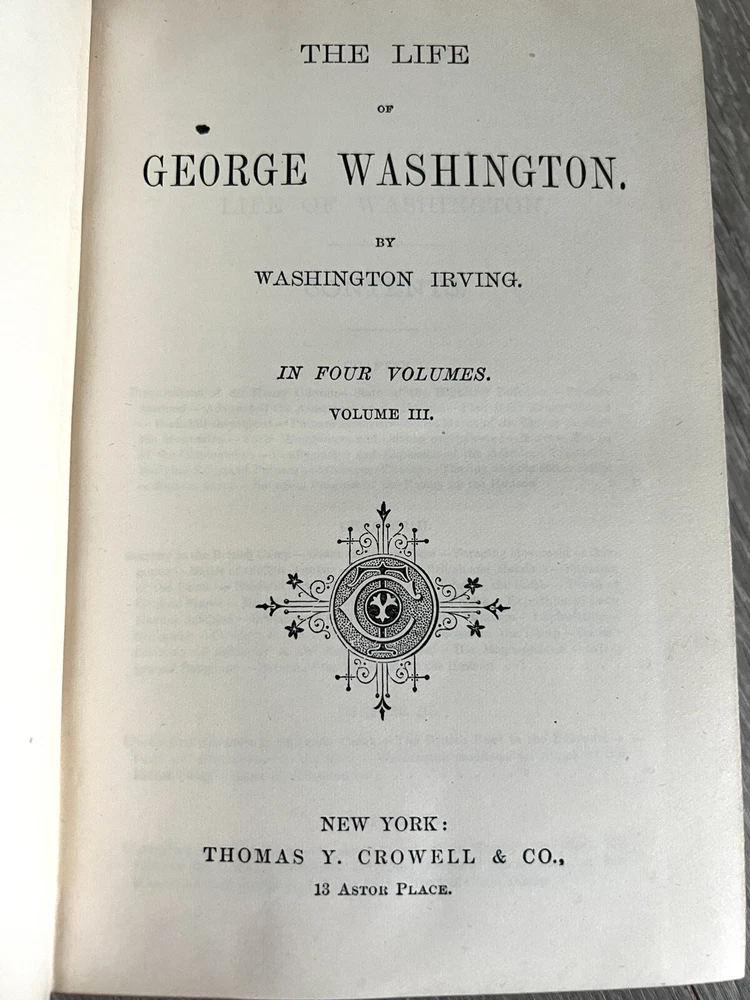 THE LIFE
OF
GEORGE WASHINGTON.
BY
WASHINGTON IRVING.
IN FOUR VOLUMES.
VOLUME III.
NEW YORK:
THOMAS Y. CROWELL & CO.,
13 ASTOR PLACE.